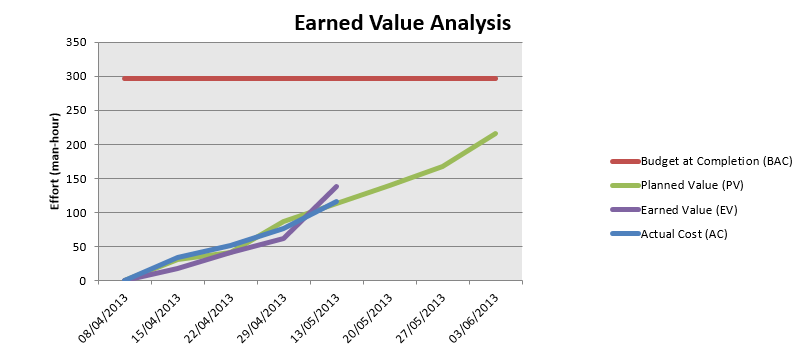 Earned Value Analysis
350
300
250
200
150
100
50
0
Effort (man-hour)
08/04/2013
15/04/2013
22/04/2013
29/04/2013
13/05/2013
20/05/2013
27/05/2013
03/06/2013
Budget at Completion (BAC)
Planned Value (PV)
Earned Value (EV)
Actual Cost (AC)